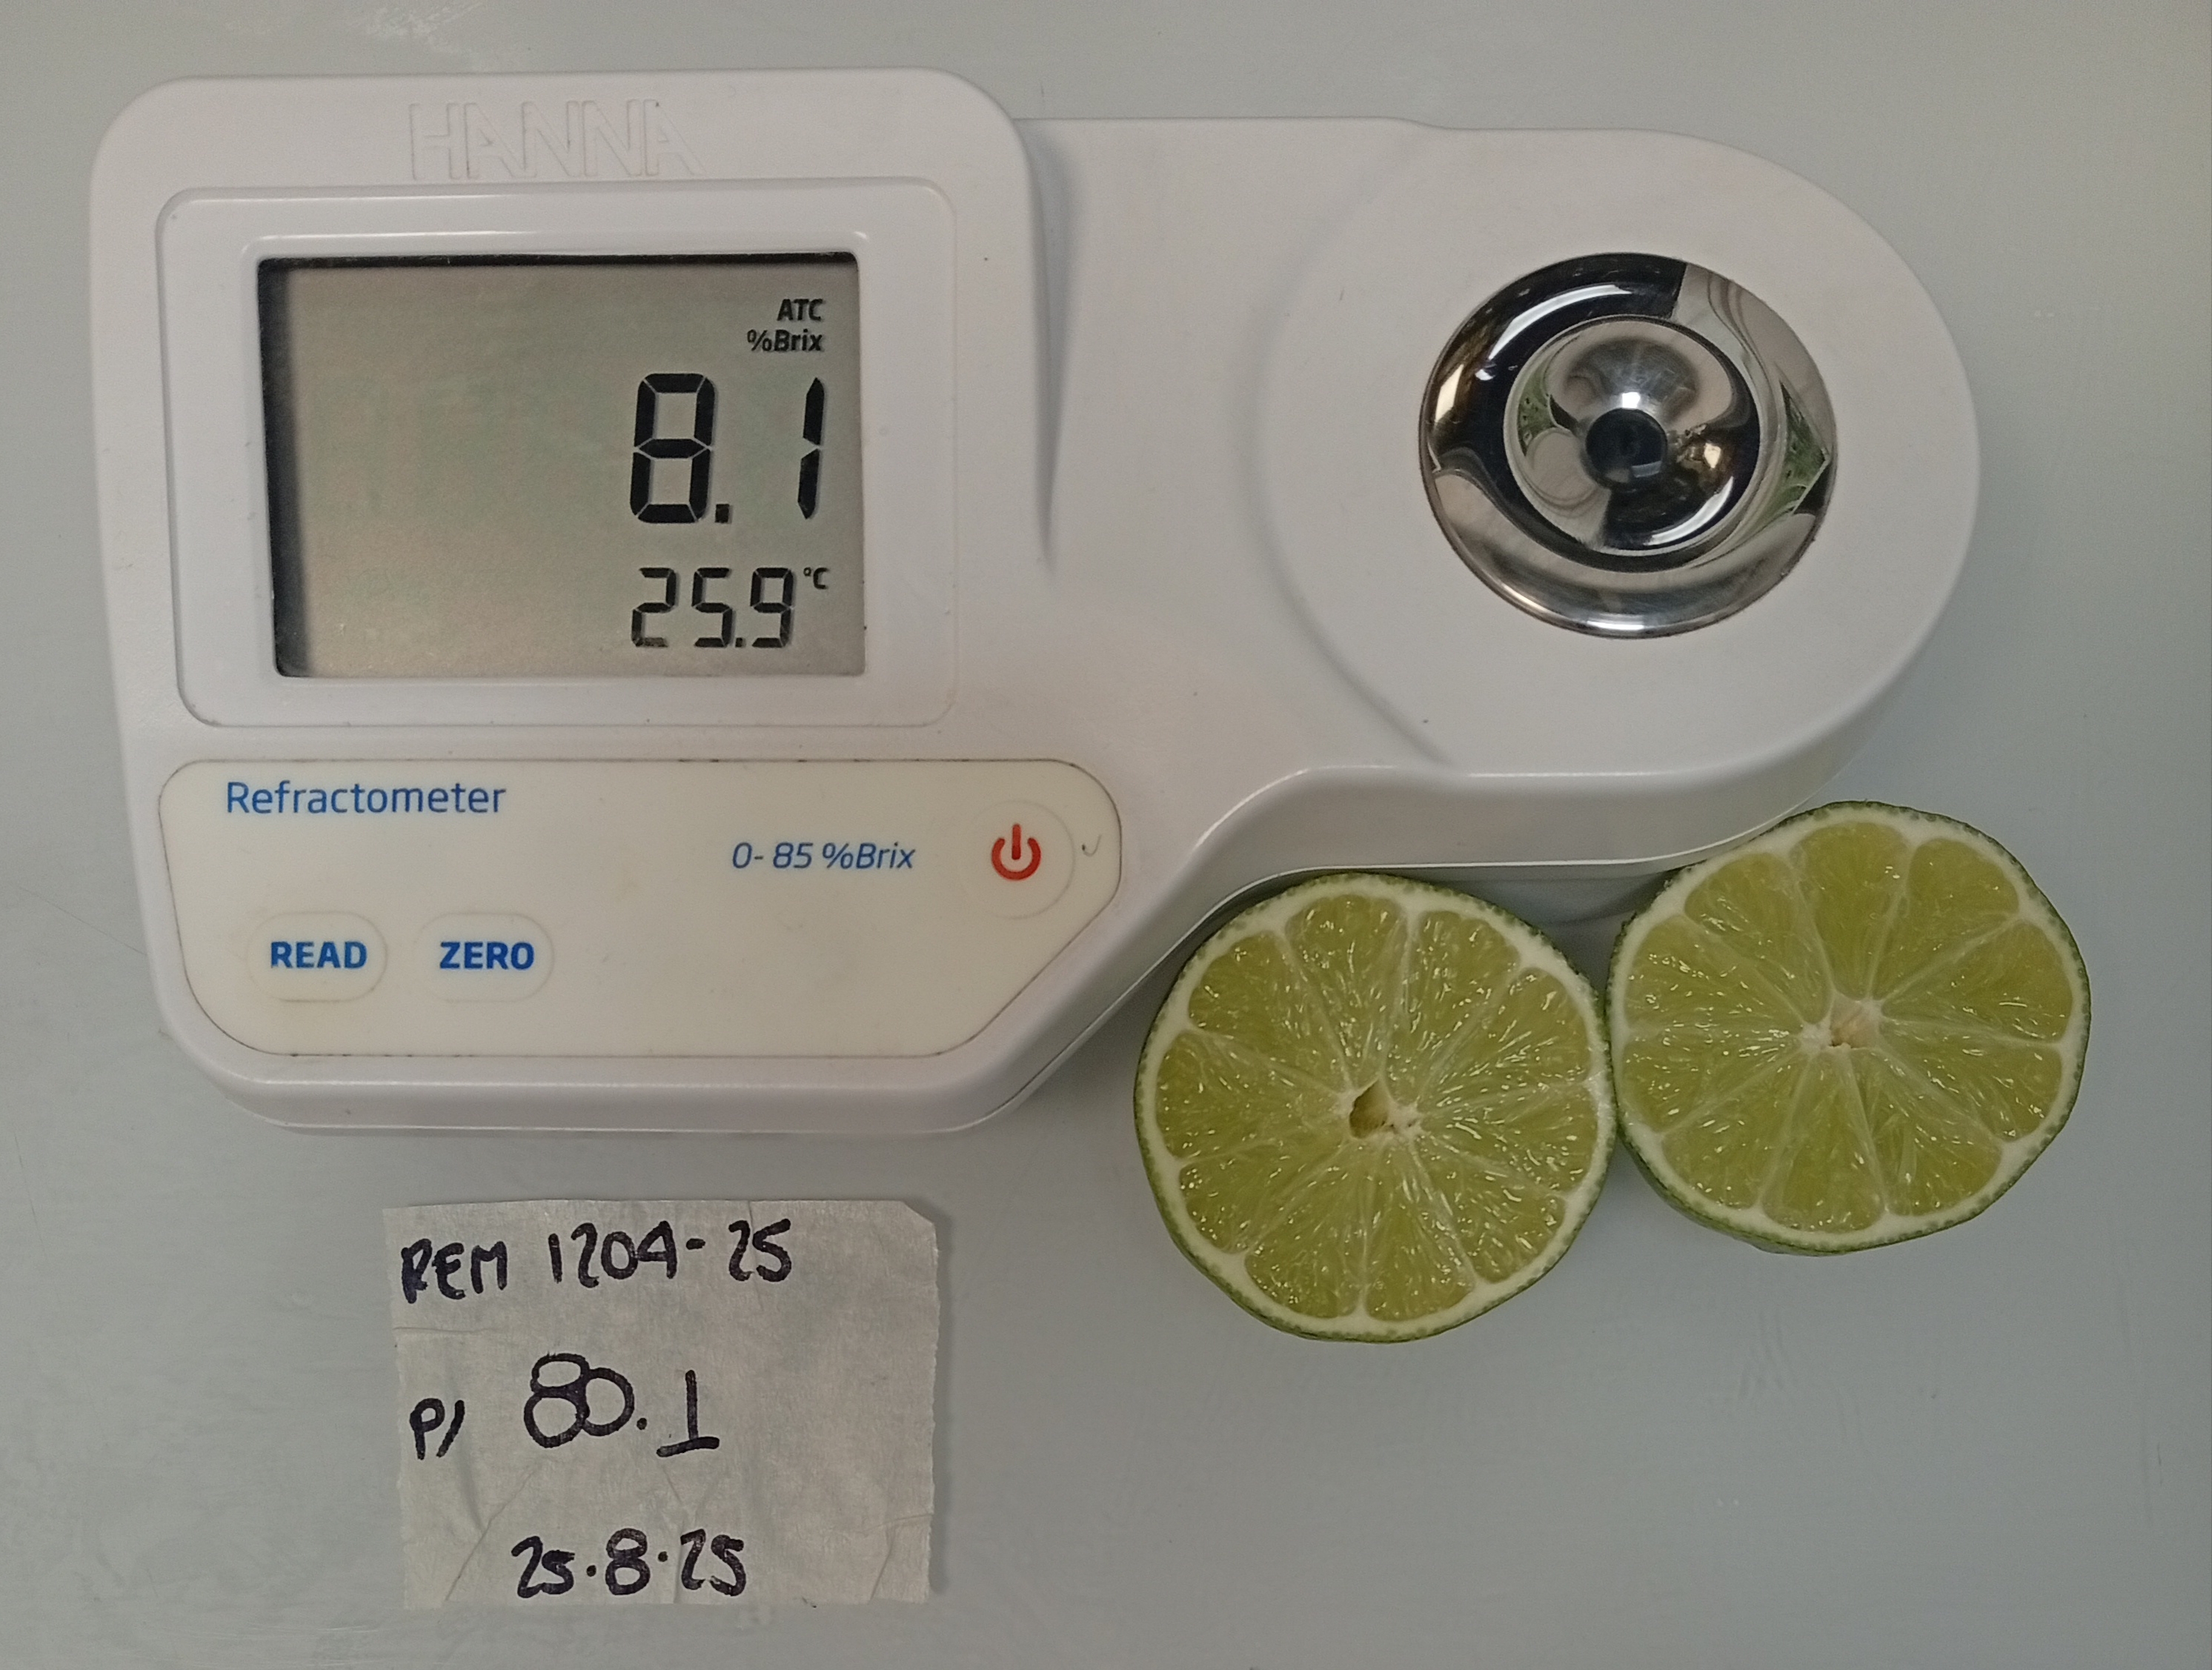 HANNA
ATC
%Brix
8.1
25.9°C
Refractometer
0-85 %Brix
READ ZERO
REM 1204-25
P/ 80.1
25.8.25